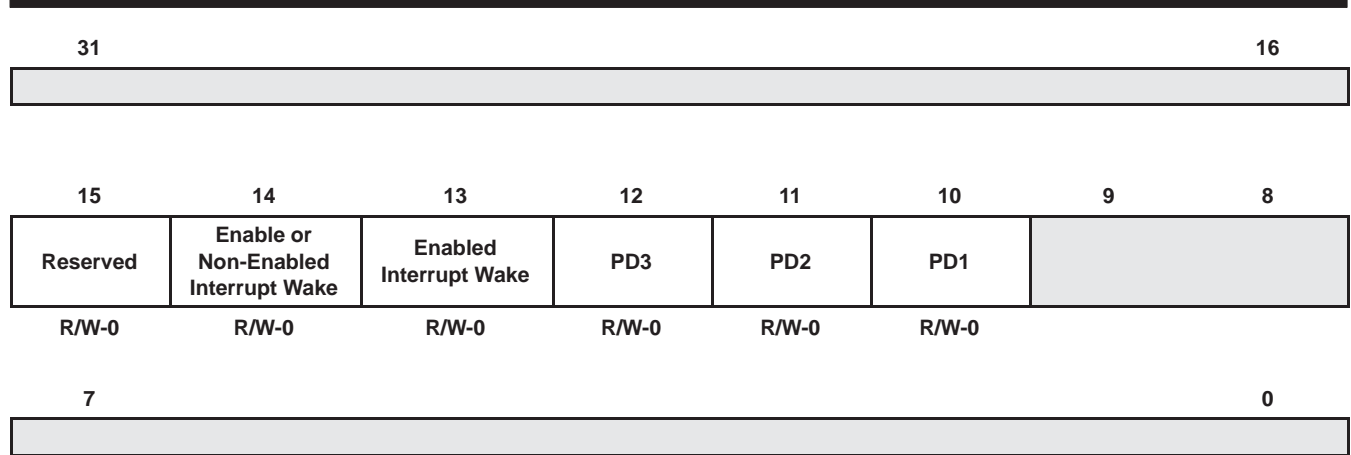 31 16
15 14 13 12 11 10 9 8
Reserved
Enable or
Non-Enabled
Interrupt Wake
Enabled
Interrupt Wake
PD3
PD2
PD1
R/W-0 R/W-0 R/W-0 R/W-0 R/W-0 R/W-0
7 0